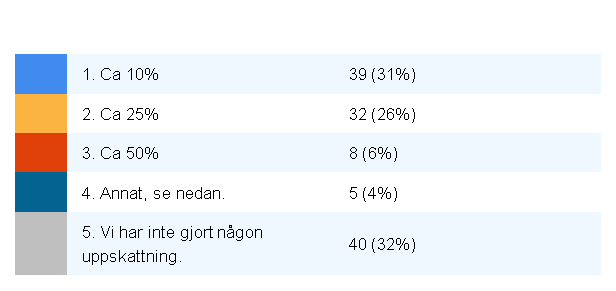 1. Ca 10% 39 (31%)
2. Ca 25% 32 (26%)
3. Ca 50% 8 (6%)
4. Annat, se nedan. 5 (4%)
5. Vi har inte gjort någon
uppskattning. 40 (32%)